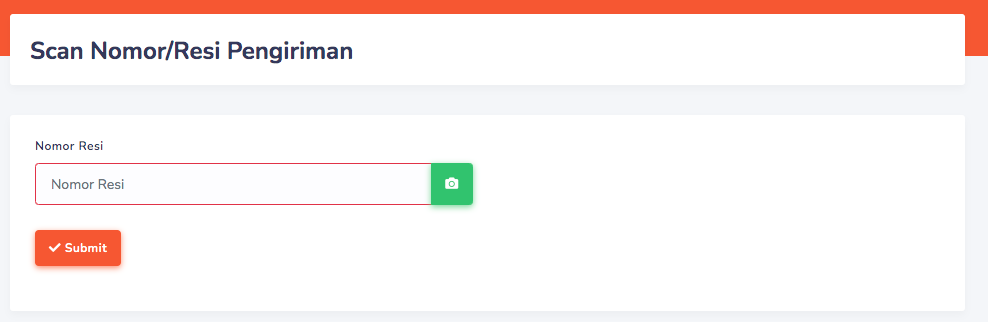 Scan Nomor/Resi Pengiriman
Nomor Resi
Nomor Resi
Submit